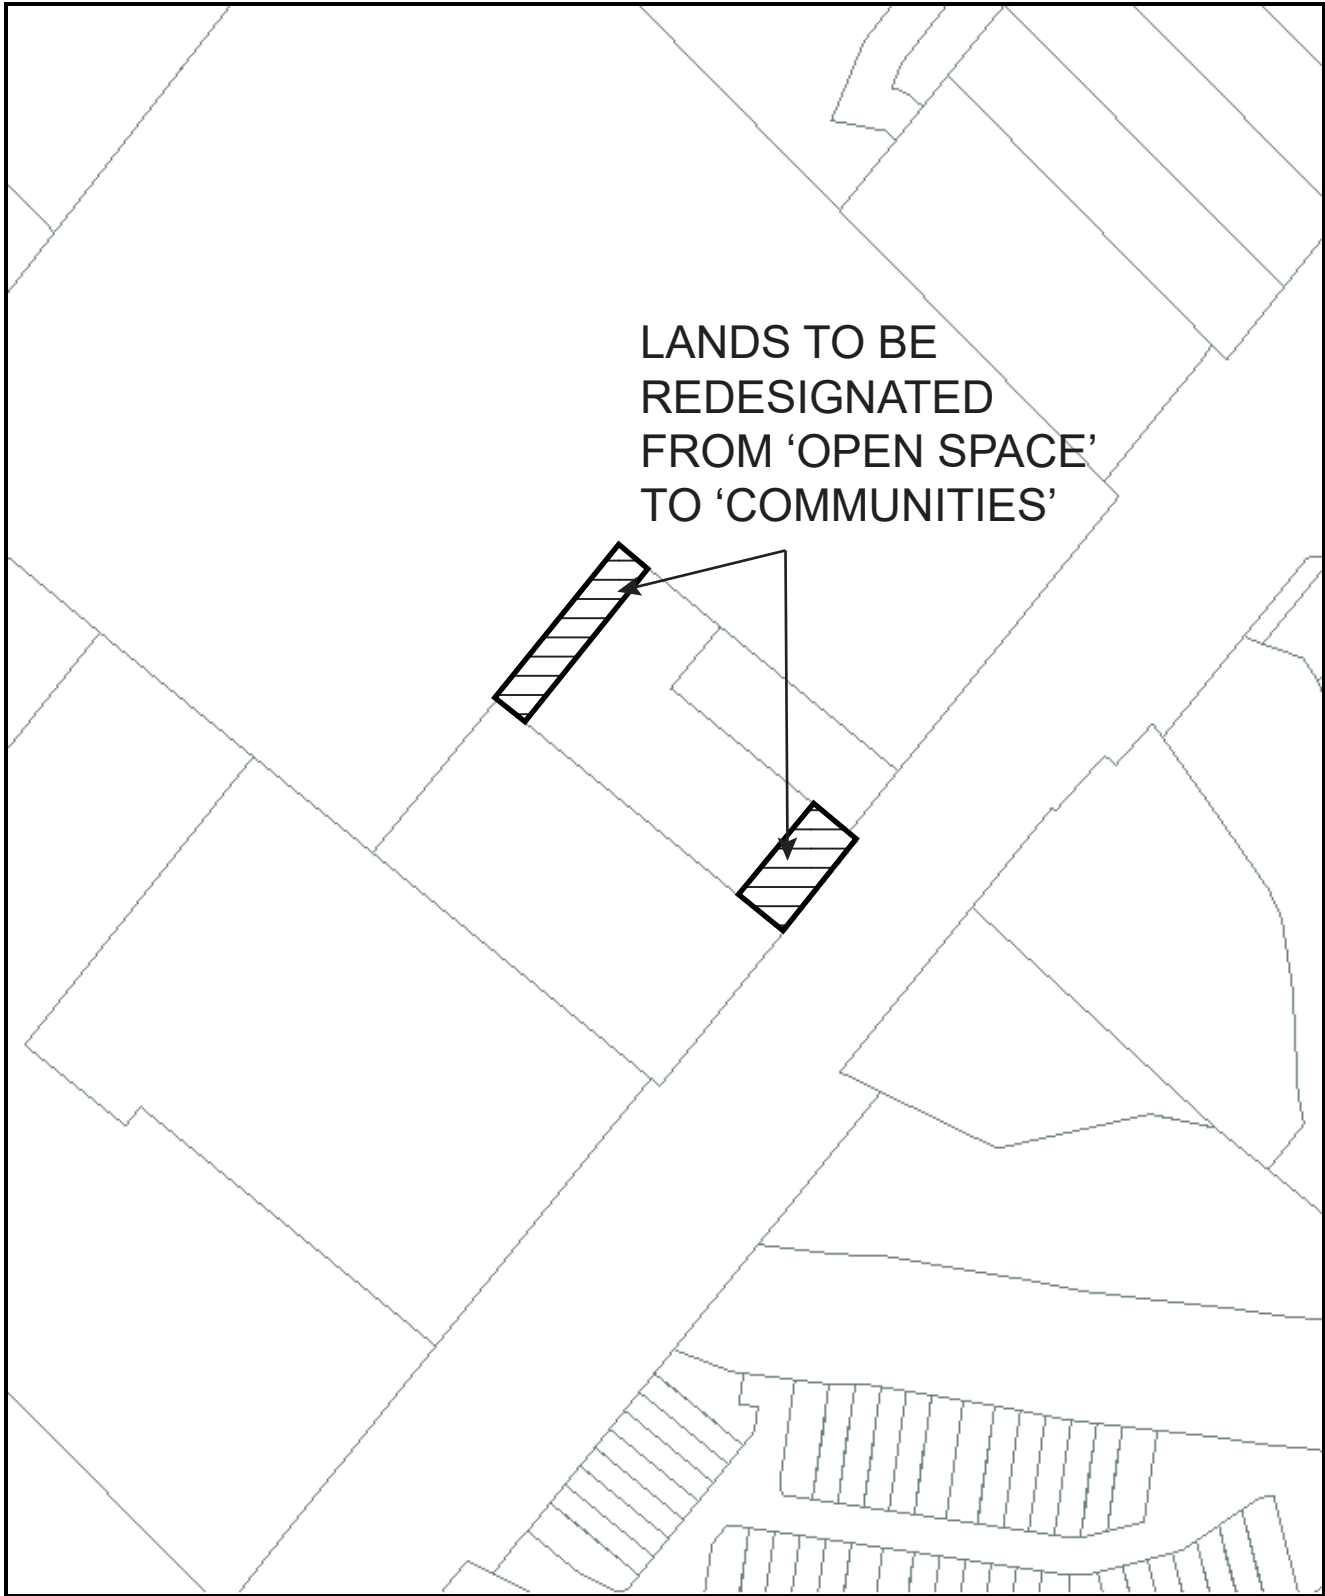 LANDS TO BE
REDESIGNATED
FROM ‘OPEN SPACE’
TO ‘COMMUNITIES’